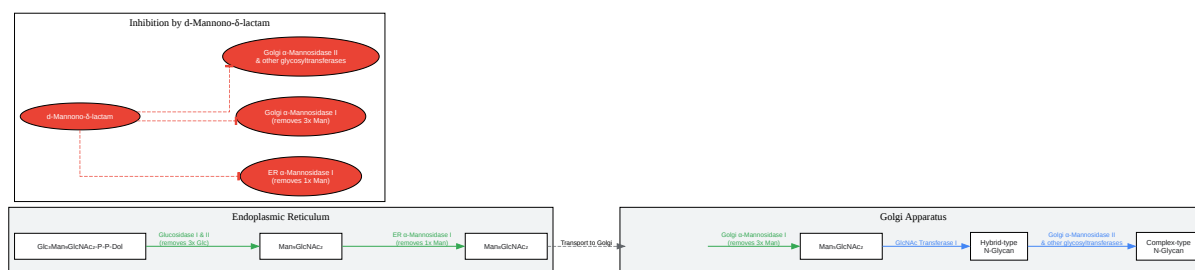 Inhibition by d-Mannono-δ-lactam
Golgi α-Mannosidase II
& other glycosyltransferases
d-Mannono-δ-lactam
Golgi α-Mannosidase I
(removes 3x Man)
ER α-Mannosidase I
(removes 1x Man)
Endoplasmic Reticulum
Glc₃Man₉GlcNAc₂-P-P-Dol
Glucosidase I & II
(removes 3x Glc)
Man₉GlcNAc₂
ER α-Mannosidase I
(removes 1x Man)
Man₈GlcNAc₂
Transport to Golgi
Golgi Apparatus
Golgi α-Mannosidase I
(removes 3x Man)
Man₅GlcNAc₂
GlcNAc Transferase I
Hybrid-type
N-Glycan
Golgi α-Mannosidase II
& other glycosyltransferases
Complex-type
N-Glycan